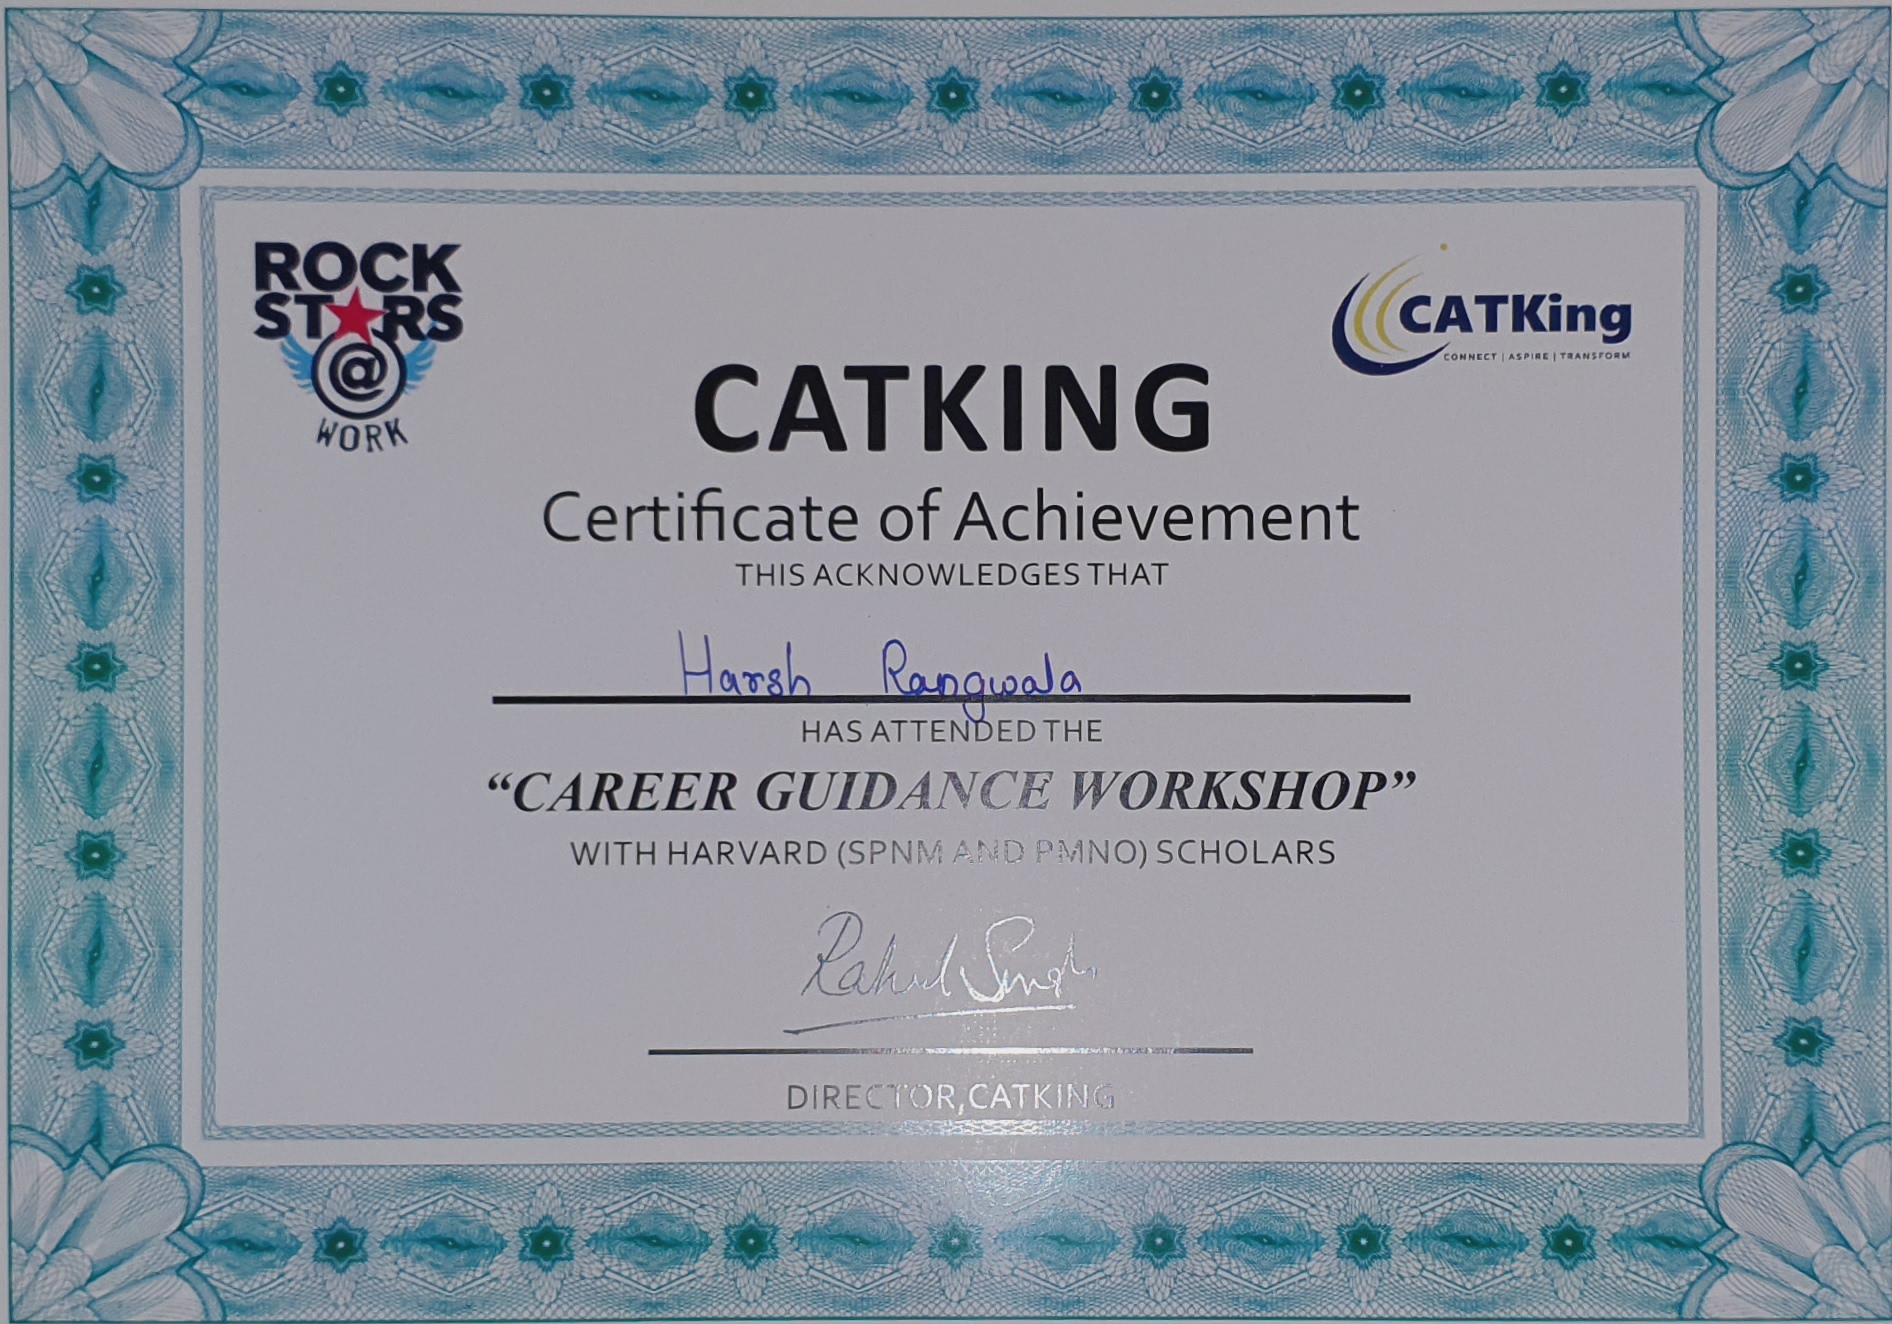 ROCK
STARS
@
WORK
CATKing
CONNECT | ASPIRE | TRANSFORM
CATKING
Certificate of Achievement
THIS ACKNOWLEDGES THAT
Harsh Rangwala
HAS ATTENDED THE
“CAREER GUIDANCE WORKSHOP”
WITH HARVARD (SPNM AND PMNO) SCHOLARS
Rahul Singh
DIRECTOR,CATKING